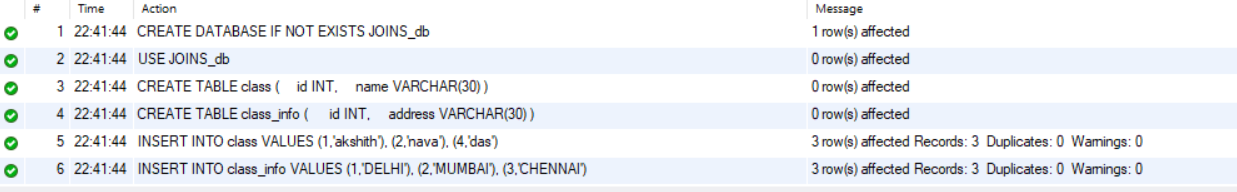 # Time Action Message
1 22:41:44 CREATE DATABASE IF NOT EXISTS JOINS_db 1 row(s) affected
2 22:41:44 USE JOINS_db 0 row(s) affected
3 22:41:44 CREATE TABLE class ( id INT, name VARCHAR(30) ) 0 row(s) affected
4 22:41:44 CREATE TABLE class_info ( id INT, address VARCHAR(30) ) 0 row(s) affected
5 22:41:44 INSERT INTO class VALUES (1,'akshith'), (2,'nava'), (4,'das') 3 row(s) affected Records: 3 Duplicates: 0 Warnings: 0
6 22:41:44 INSERT INTO class_info VALUES (1,'DELHI'), (2,'MUMBAI'), (3,'CHENNAI') 3 row(s) affected Records: 3 Duplicates: 0 Warnings: 0